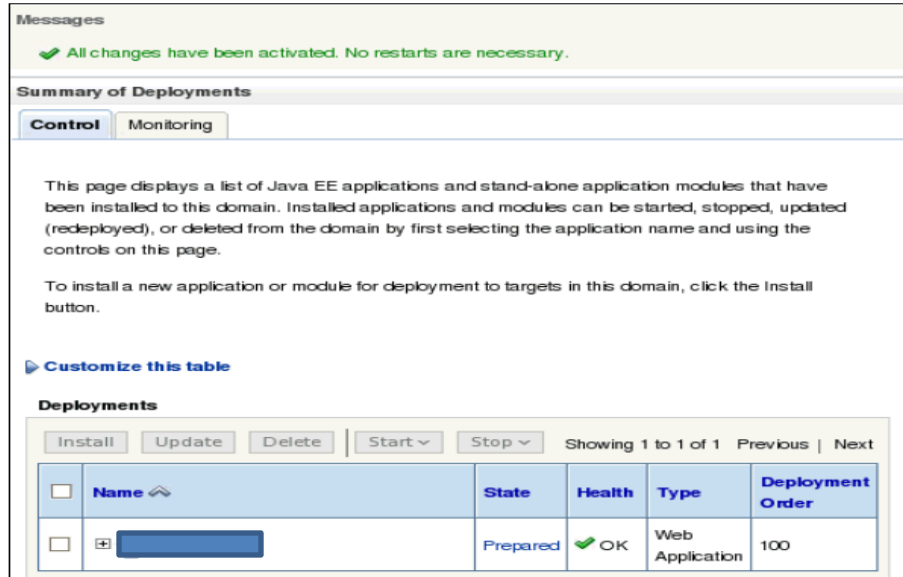 Messages
All changes have been activated. No restarts are necessary.
Summary of Deployments
Control Monitoring
This page displays a list of Java EE applications and stand-alone application modules that have
been installed to this domain. Installed applications and modules can be started, stopped, updated
(redeployed), or deleted from the domain by first selecting the application name and using the
controls on this page.
To install a new application or module for deployment to targets in this domain, click the Install
button.
Customize this table
Deployments
Install Update Delete Start Stop Showing 1 to 1 of 1 Previous | Next
Name State Health Type Deployment
Order
Prepared OK Web
Application 100